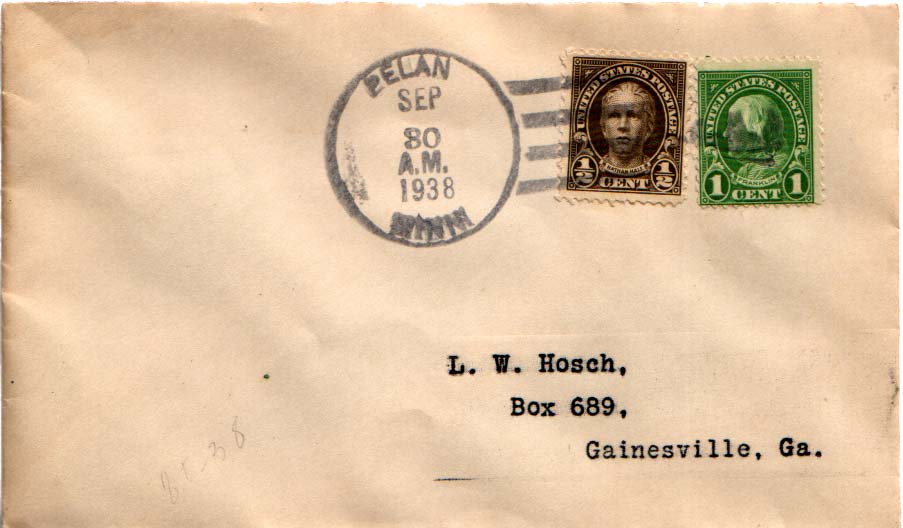 PELAN
SEP
30
A.M.
1938
MINN
UNITED STATES POSTAGE
NATHAN HALE
1/2 CENT 1/2
UNITED STATES POSTAGE
FRANKLIN
1 CENT 1
L. W. Hosch,
Box 689,
Gainesville, Ga.